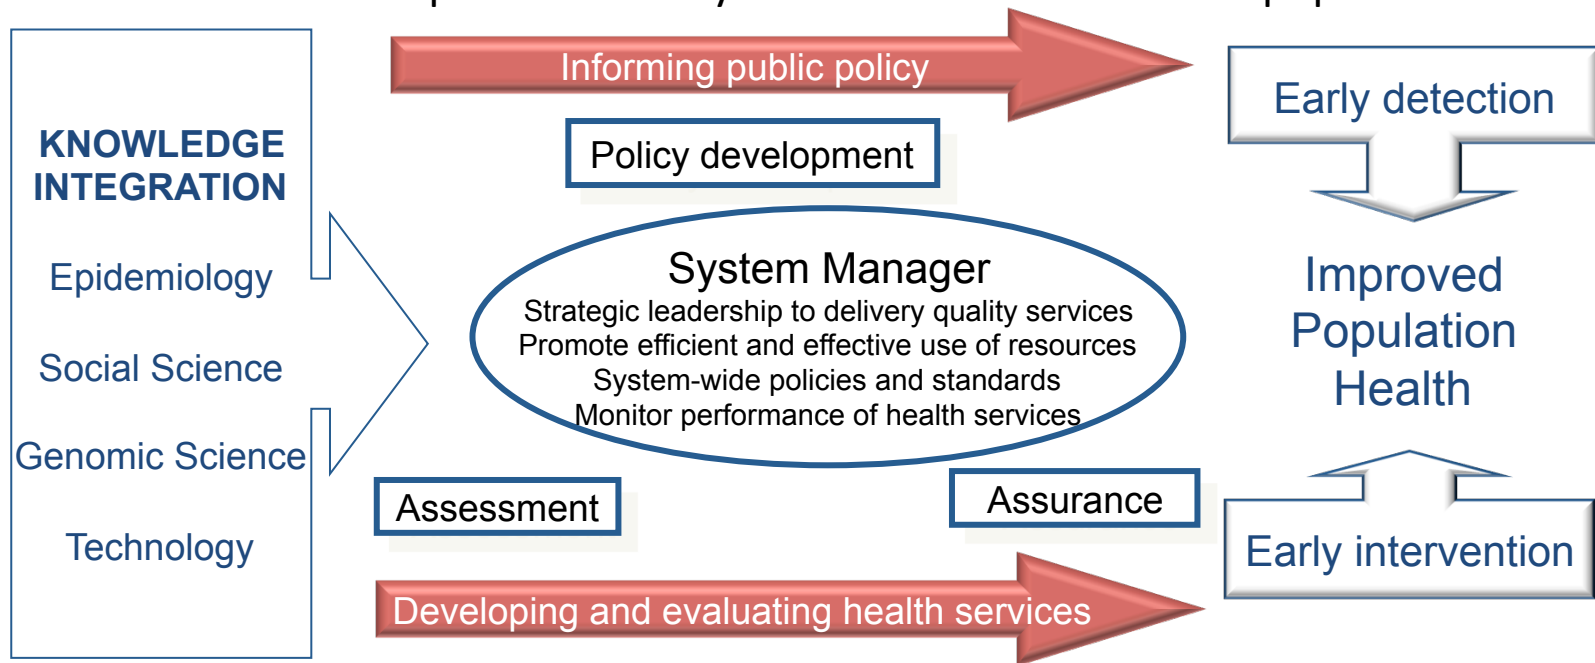 Informing public policy
KNOWLEDGE
INTEGRATION
Epidemiology
Social Science
Genomic Science
Technology
Policy development
System Manager
Strategic leadership to delivery quality services
Promote efficient and effective use of resources
System-wide policies and standards
Monitor performance of health services
Assessment
Assurance
Developing and evaluating health services
Early detection
Improved
Population
Health
Early intervention